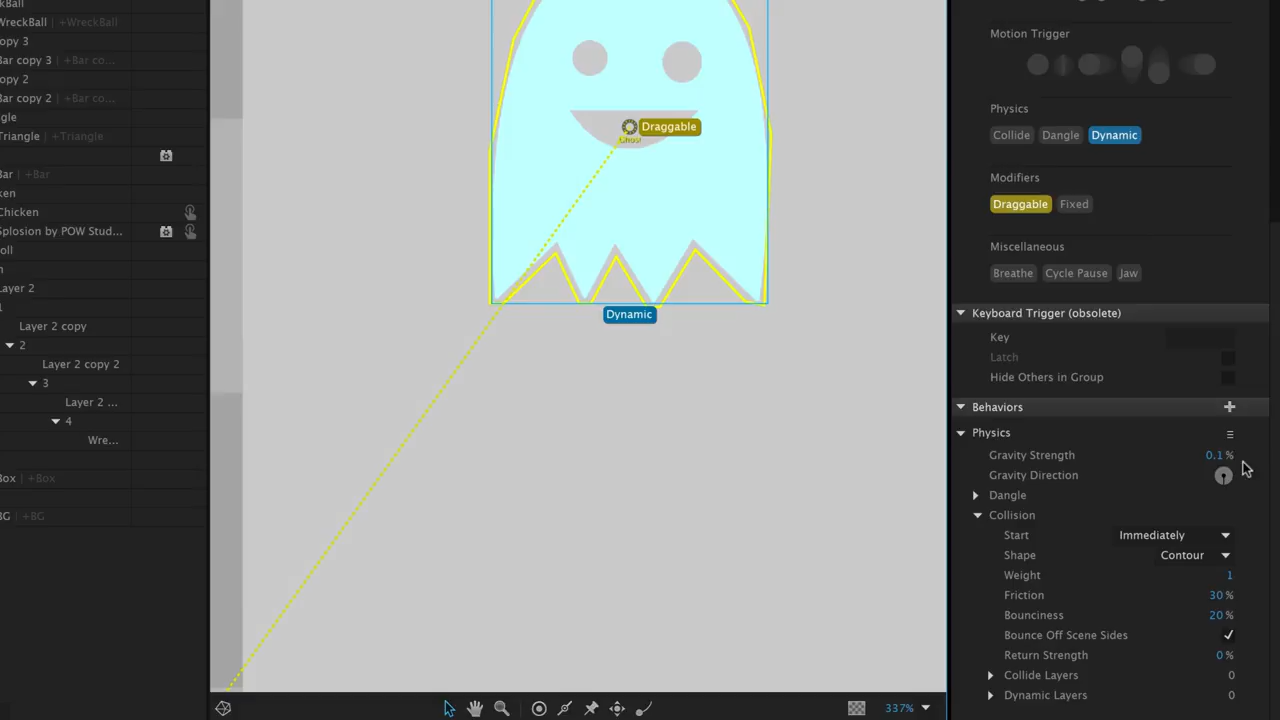 ckBall
WreckBall | +WreckBall
opy 3
Bar copy 3 | +Bar co...
opy 2
Bar copy 2 | +Bar co...
gle
Triangle | +Triangle
Bar | +Bar
ken
Chicken
Splosion by POW Stud...
oll
n
Layer 2
1
Layer 2 copy
2
Layer 2 copy 2
3
Layer 2 ...
4
Wre...
Box | +Box
BG | +BG
Draggable
Ghost
Dynamic
337%
Motion Trigger
Physics
Collide Dangle Dynamic
Modifiers
Draggable Fixed
Miscellaneous
Breathe Cycle Pause Jaw
Keyboard Trigger (obsolete)
Key
Latch
Hide Others in Group
Behaviors +
Physics
Gravity Strength 0.1 %
Gravity Direction
Dangle
Collision
Start Immediately
Shape Contour
Weight 1
Friction 30 %
Bounciness 20 %
Bounce Off Scene Sides
Return Strength 0 %
Collide Layers 0
Dynamic Layers 0